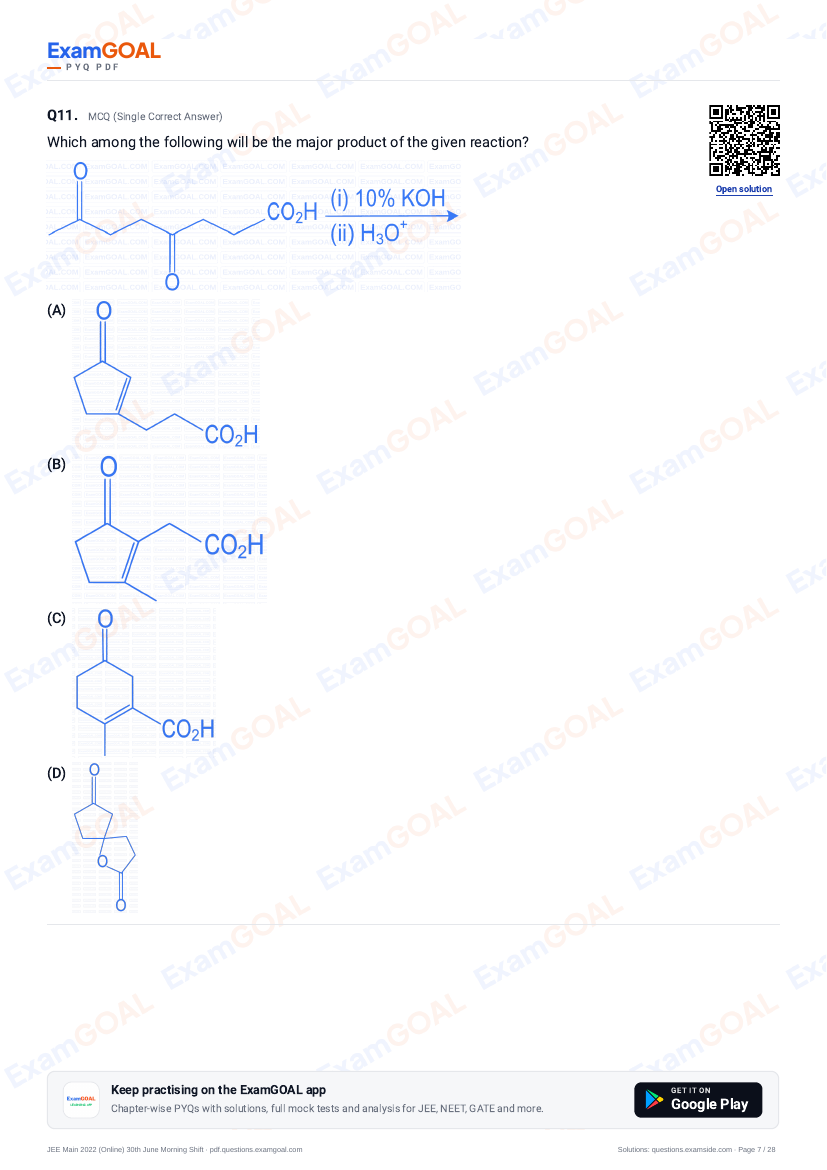 ExamGOAL
PYQ PDF
Q11. MCQ (Single Correct Answer)
Open solution
Which among the following will be the major product of the given reaction?
O
CO2H
(i) 10% KOH
(ii) H3O+
O
(A)
O
CO2H
(B)
O
CO2H
(C)
O
CO2H
(D)
O
O
O
Keep practising on the ExamGOAL app
Chapter-wise PYQs with solutions, full mock tests and analysis for JEE, NEET, GATE and more.
GET IT ON
Google Play
JEE Main 2022 (Online) 30th June Morning Shift · pdf.questions.examgoal.com
Solutions: questions.examside.com · Page 7 / 28